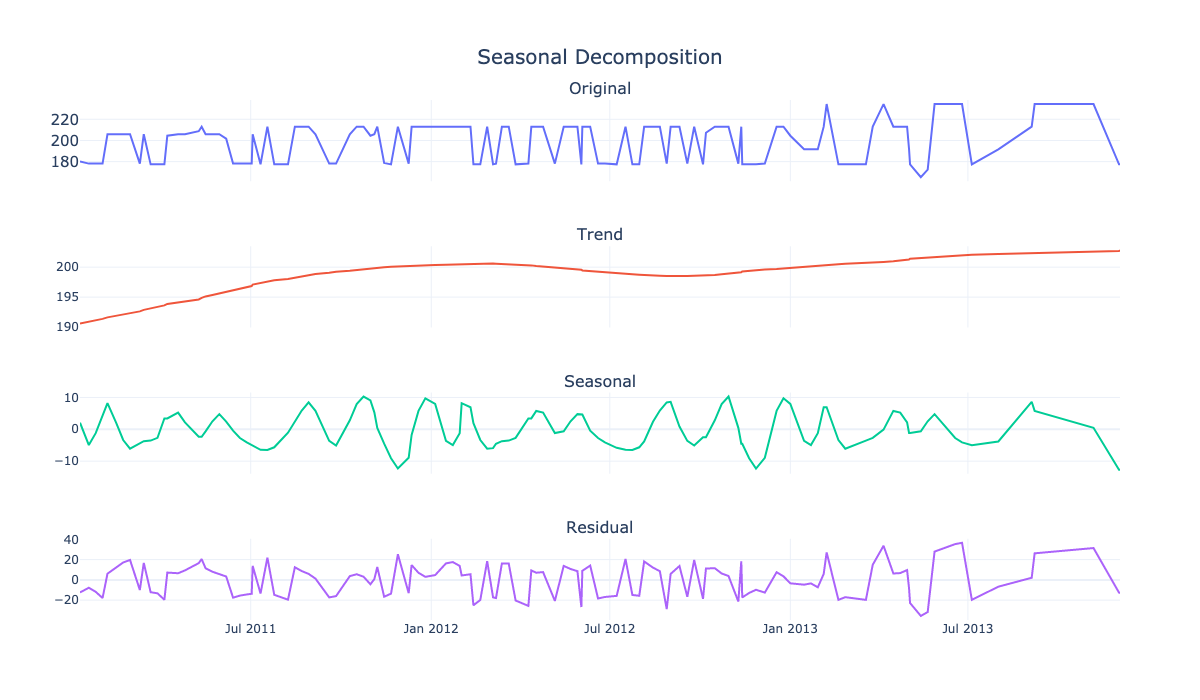 Seasonal Decomposition
Original
220
200
180
Trend
200
195
190
Seasonal
10
0
−10
Residual
40
20
0
−20
Jul 2011 Jan 2012 Jul 2012 Jan 2013 Jul 2013